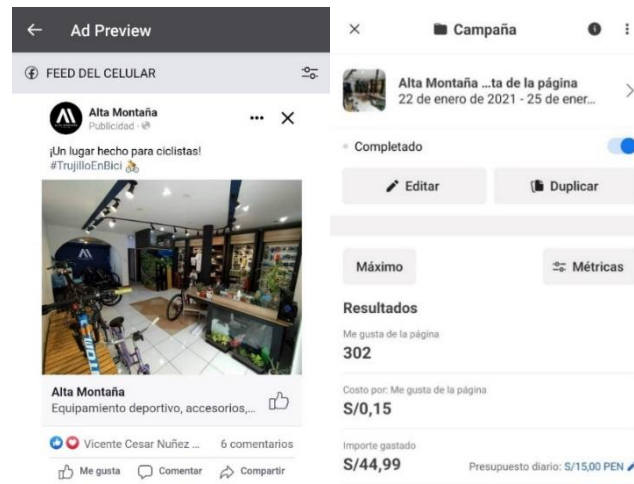 Ad Preview
FEED DEL CELULAR
Alta Montaña
Publicidad
¡Un lugar hecho para ciclistas!
#TrujilloEnBici
Alta Montaña
Equipamiento deportivo, accesorios,...
Vicente Cesar Nuñez ... 6 comentarios
Me gusta Comentar Compartir
Campaña
Alta Montaña ...ta de la página
22 de enero de 2021 - 25 de ener...
Completado
Editar Duplicar
Máximo Métricas
Resultados
Me gusta de la página
302
Costo por: Me gusta de la página
S/0,15
Importe gastado
S/44,99 Presupuesto diario: S/15,00 PEN